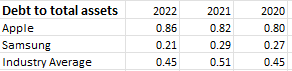 Debt to total assets 2022 2021 2020
Apple 0.86 0.82 0.80
Samsung 0.21 0.29 0.27
Industry Average 0.45 0.51 0.45